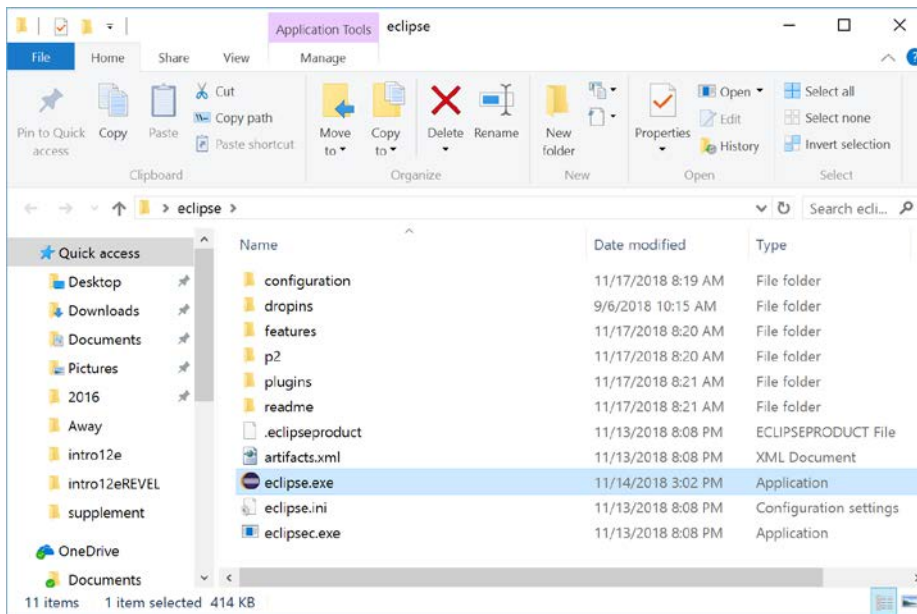 Application Tools eclipse
File Home Share View Manage
Pin to Quick access
Copy
Paste
Cut
Copy path
Paste shortcut
Clipboard
Move to
Copy to
Delete
Rename
Organize
New folder
New
Properties
Open
Edit
History
Open
Select all
Select none
Invert selection
Select
eclipse
Search ecli...
Quick access
Desktop
Downloads
Documents
Pictures
2016
Away
intro12e
intro12eREVEL
supplement
OneDrive
Documents
Name Date modified Type
configuration 11/17/2018 8:19 AM File folder
dropins 9/6/2018 10:15 AM File folder
features 11/17/2018 8:20 AM File folder
p2 11/17/2018 8:20 AM File folder
plugins 11/17/2018 8:21 AM File folder
readme 11/17/2018 8:21 AM File folder
.eclipseproduct 11/13/2018 8:08 PM ECLIPSEPRODUCT File
artifacts.xml 11/13/2018 8:08 PM XML Document
eclipse.exe 11/14/2018 3:02 PM Application
eclipse.ini 11/13/2018 8:08 PM Configuration settings
eclipsec.exe 11/13/2018 8:08 PM Application
11 items 1 item selected 414 KB